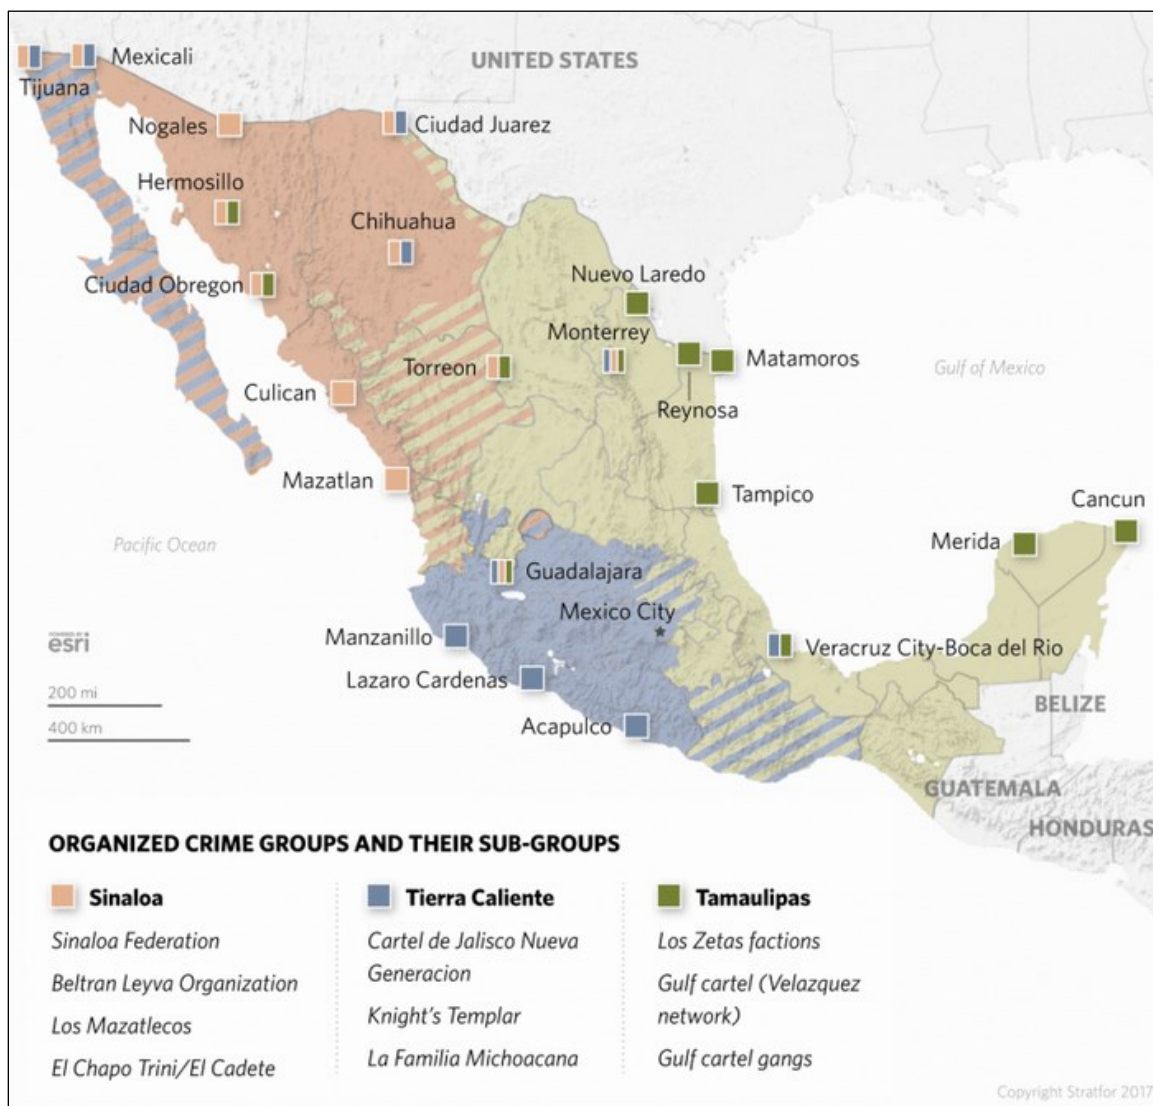 UNITED STATES
Mexicali
Tijuana
Nogales
Ciudad Juarez
Hermosillo
Chihuahua
Ciudad Obregon
Nuevo Laredo
Monterrey
Torreon
Matamoros
Gulf of Mexico
Culican
Reynosa
Mazatlan
Tampico
Cancun
Pacific Ocean
Merida
Guadalajara
Mexico City
POWERED BY
esri
Manzanillo
Veracruz City-Boca del Rio
Lazaro Cardenas
200 mi
BELIZE
400 km
Acapulco
GUATEMALA
HONDURAS
ORGANIZED CRIME GROUPS AND THEIR SUB-GROUPS
Sinaloa
Sinaloa Federation
Beltran Leyva Organization
Los Mazatlecos
El Chapo Trini/El Cadete
Tierra Caliente
Cartel de Jalisco Nueva
Generacion
Knight's Templar
La Familia Michoacana
Tamaulipas
Los Zetas factions
Gulf cartel (Velazquez
network)
Gulf cartel gangs
Copyright Stratfor 2017